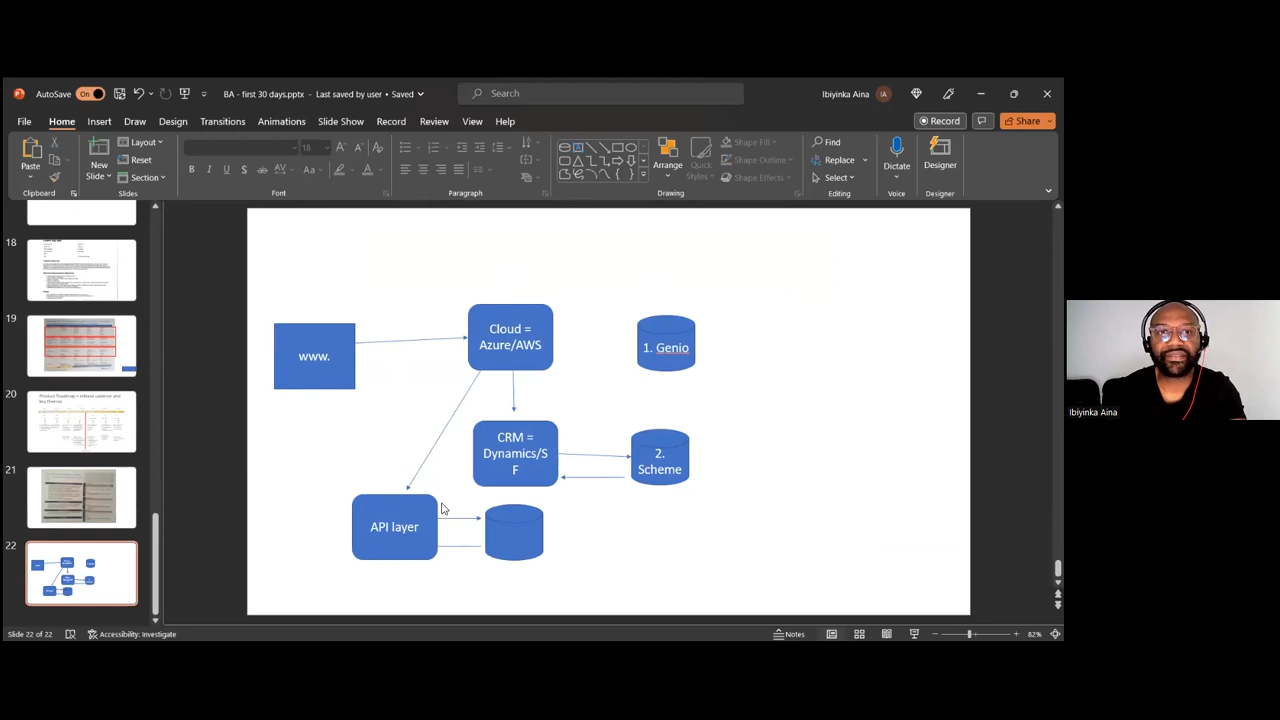 AutoSave On BA - first 30 days.pptx • Last saved by user • Saved Search Ibiyinka Aina IA
File Home Insert Draw Design Transitions Animations Slide Show Record Review View Help Record Share
Paste
Clipboard
New
Slide
Layout
Reset
Section
Slides
18
B I U S ab AV Aa A
Font
Paragraph
Arrange
Quick
Styles
Shape Fill
Shape Outline
Shape Effects
Drawing
Find
Replace
Select
Editing
Dictate
Voice
Designer
Designer
18
19
20
21
22
www.
Cloud =
Azure/AWS
1. Genio
CRM =
Dynamics/S
F
2.
Scheme
API layer
Ibiyinka Aina
Slide 22 of 22 Accessibility: Investigate Notes 82%